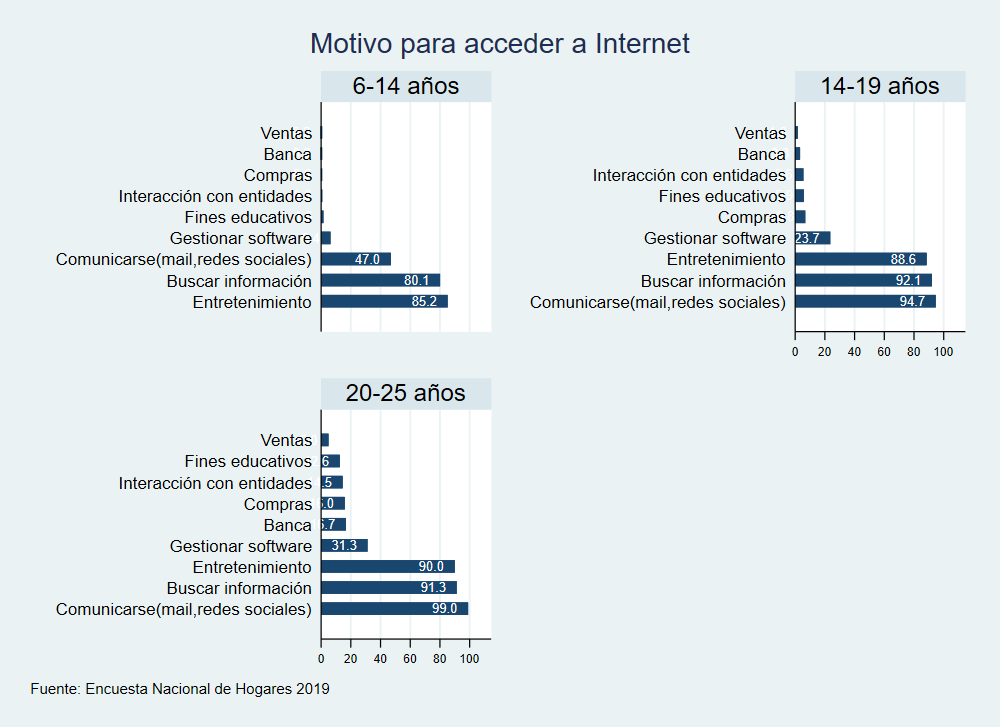 Motivo para acceder a Internet
6-14 años
Ventas
Banca
Compras
Interacción con entidades
Fines educativos
Gestionar software
Comunicarse(mail,redes sociales) 47.0
Buscar información 80.1
Entretenimiento 85.2
14-19 años
Ventas
Banca
Interacción con entidades
Fines educativos
Compras
Gestionar software 23.7
Entretenimiento 88.6
Buscar información 92.1
Comunicarse(mail,redes sociales) 94.7
0 20 40 60 80 100
20-25 años
Ventas
Fines educativos
Interacción con entidades
Compras
Banca
Gestionar software 31.3
Entretenimiento 90.0
Buscar información 91.3
Comunicarse(mail,redes sociales) 99.0
0 20 40 60 80 100
Fuente: Encuesta Nacional de Hogares 2019